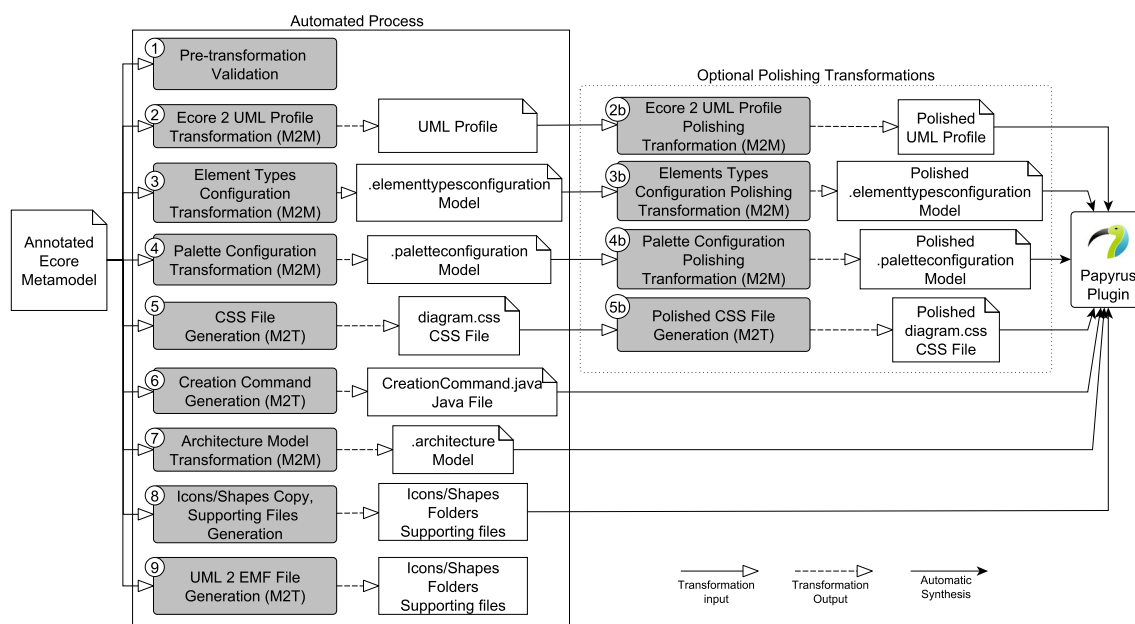 Automated Process
1
Pre-transformation
Validation
2
Ecore 2 UML Profile
Transformation (M2M)
UML Profile
3
Element Types
Configuration
Transformation (M2M)
.elementtypesconfiguration
Model
Annotated
Ecore
Metamodel
4
Palette Configuration
Transformation (M2M)
.paletteconfiguration
Model
5
CSS File
Generation (M2T)
diagram.css
CSS File
6
Creation Command
Generation (M2T)
CreationCommand.java
Java File
7
Architecture Model
Transformation (M2M)
.architecture
Model
8
Icons/Shapes Copy,
Supporting Files
Generation
Icons/Shapes
Folders
Supporting files
9
UML 2 EMF File
Generation (M2T)
Icons/Shapes
Folders
Supporting files
Optional Polishing Transformations
2b
Ecore 2 UML Profile
Polishing
Tranformation (M2M)
Polished
UML Profile
3b
Elements Types
Configuration Polishing
Transformation (M2M)
Polished
.elementtypesconfiguration
Model
4b
Palette Configuration
Polishing
Tranformation (M2M)
Polished
.paletteconfiguration
Model
5b
Polished CSS File
Generation (M2T)
Polished
diagram.css
CSS File
Papyrus
Plugin
Transformation
input
Transformation
Output
Automatic
Synthesis